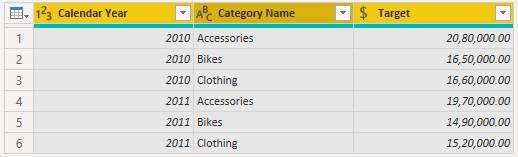 1²3 Calendar Year ABC Category Name $ Target
1 2010 Accessories 20,80,000.00
2 2010 Bikes 16,50,000.00
3 2010 Clothing 16,60,000.00
4 2011 Accessories 19,70,000.00
5 2011 Bikes 14,90,000.00
6 2011 Clothing 15,20,000.00